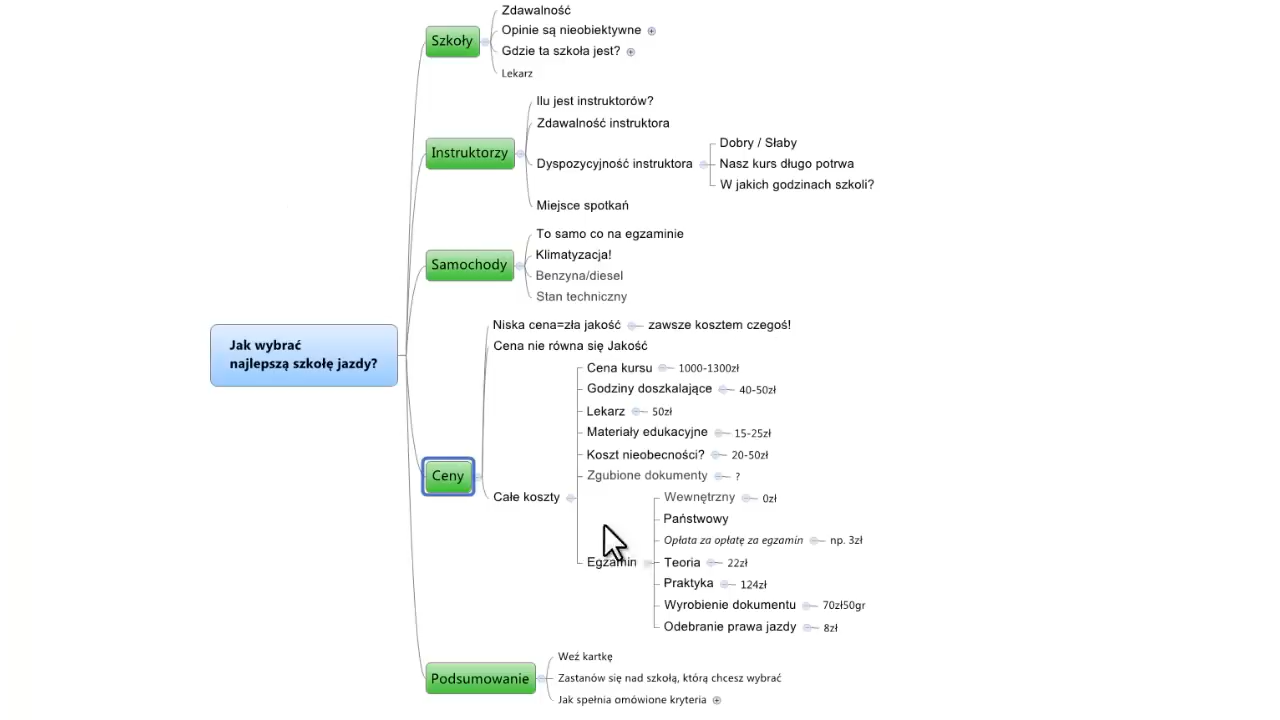 Jak wybrać
najlepszą szkołę jazdy?
Szkoły
Zdawalność
Opinie są nieobiektywne
Gdzie ta szkoła jest?
Lekarz
Instruktorzy
Ilu jest instruktorów?
Zdawalność instruktora
Dyspozycyjność instruktora
Dobry / Słaby
Nasz kurs długo potrwa
W jakich godzinach szkoli?
Miejsce spotkań
Samochody
To samo co na egzaminie
Klimatyzacja!
Benzyna/diesel
Stan techniczny
Ceny
Niska cena=zła jakość
zawsze kosztem czegoś!
Cena nie równa się Jakość
Całe koszty
Cena kursu
1000-1300zł
Godziny doszkalające
40-50zł
Lekarz
50zł
Materiały edukacyjne
15-25zł
Koszt nieobecności?
20-50zł
Zgubione dokumenty
?
Egzamin
Wewnętrzny
0zł
Państwowy
Opłata za opłatę za egzamin
np. 3zł
Teoria
22zł
Praktyka
124zł
Wyrobienie dokumentu
70zł50gr
Odebranie prawa jazdy
8zł
Podsumowanie
Weź kartkę
Zastanów się nad szkołą, którą chcesz wybrać
Jak spełnia omówione kryteria